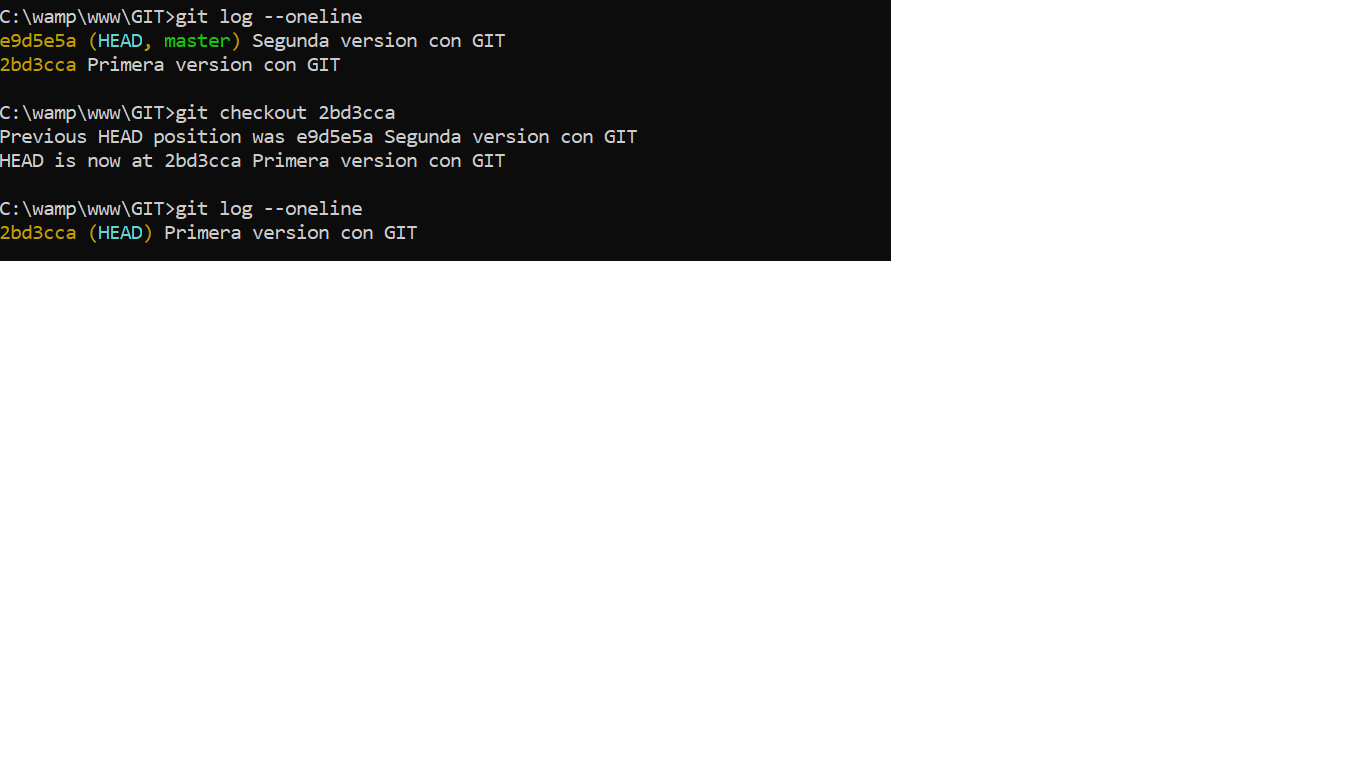 C:\wamp\www\GIT>git log --oneline
e9d5e5a (HEAD, master) Segunda version con GIT
2bd3cca Primera version con GIT
C:\wamp\www\GIT>git checkout 2bd3cca
Previous HEAD position was e9d5e5a Segunda version con GIT
HEAD is now at 2bd3cca Primera version con GIT
C:\wamp\www\GIT>git log --oneline
2bd3cca (HEAD) Primera version con GIT